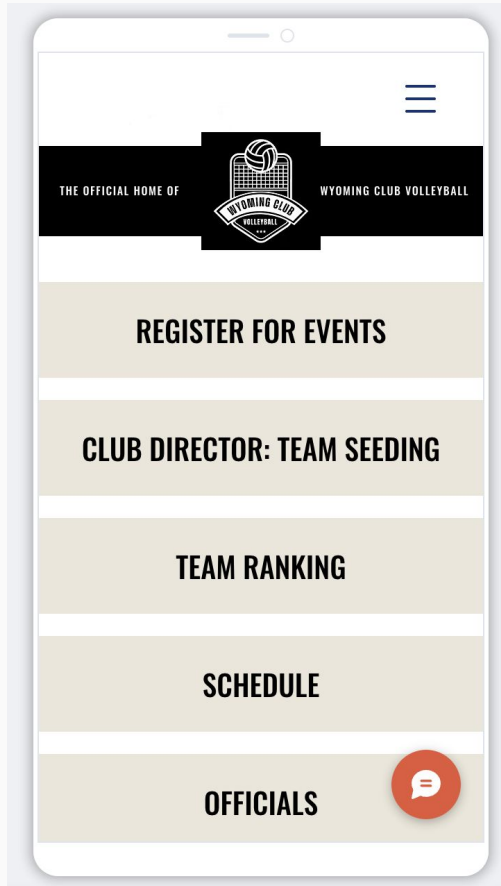 THE OFFICIAL HOME OF
WYOMING CLUB
VOLLEYBALL
WYOMING CLUB VOLLEYBALL
REGISTER FOR EVENTS
CLUB DIRECTOR: TEAM SEEDING
TEAM RANKING
SCHEDULE
OFFICIALS